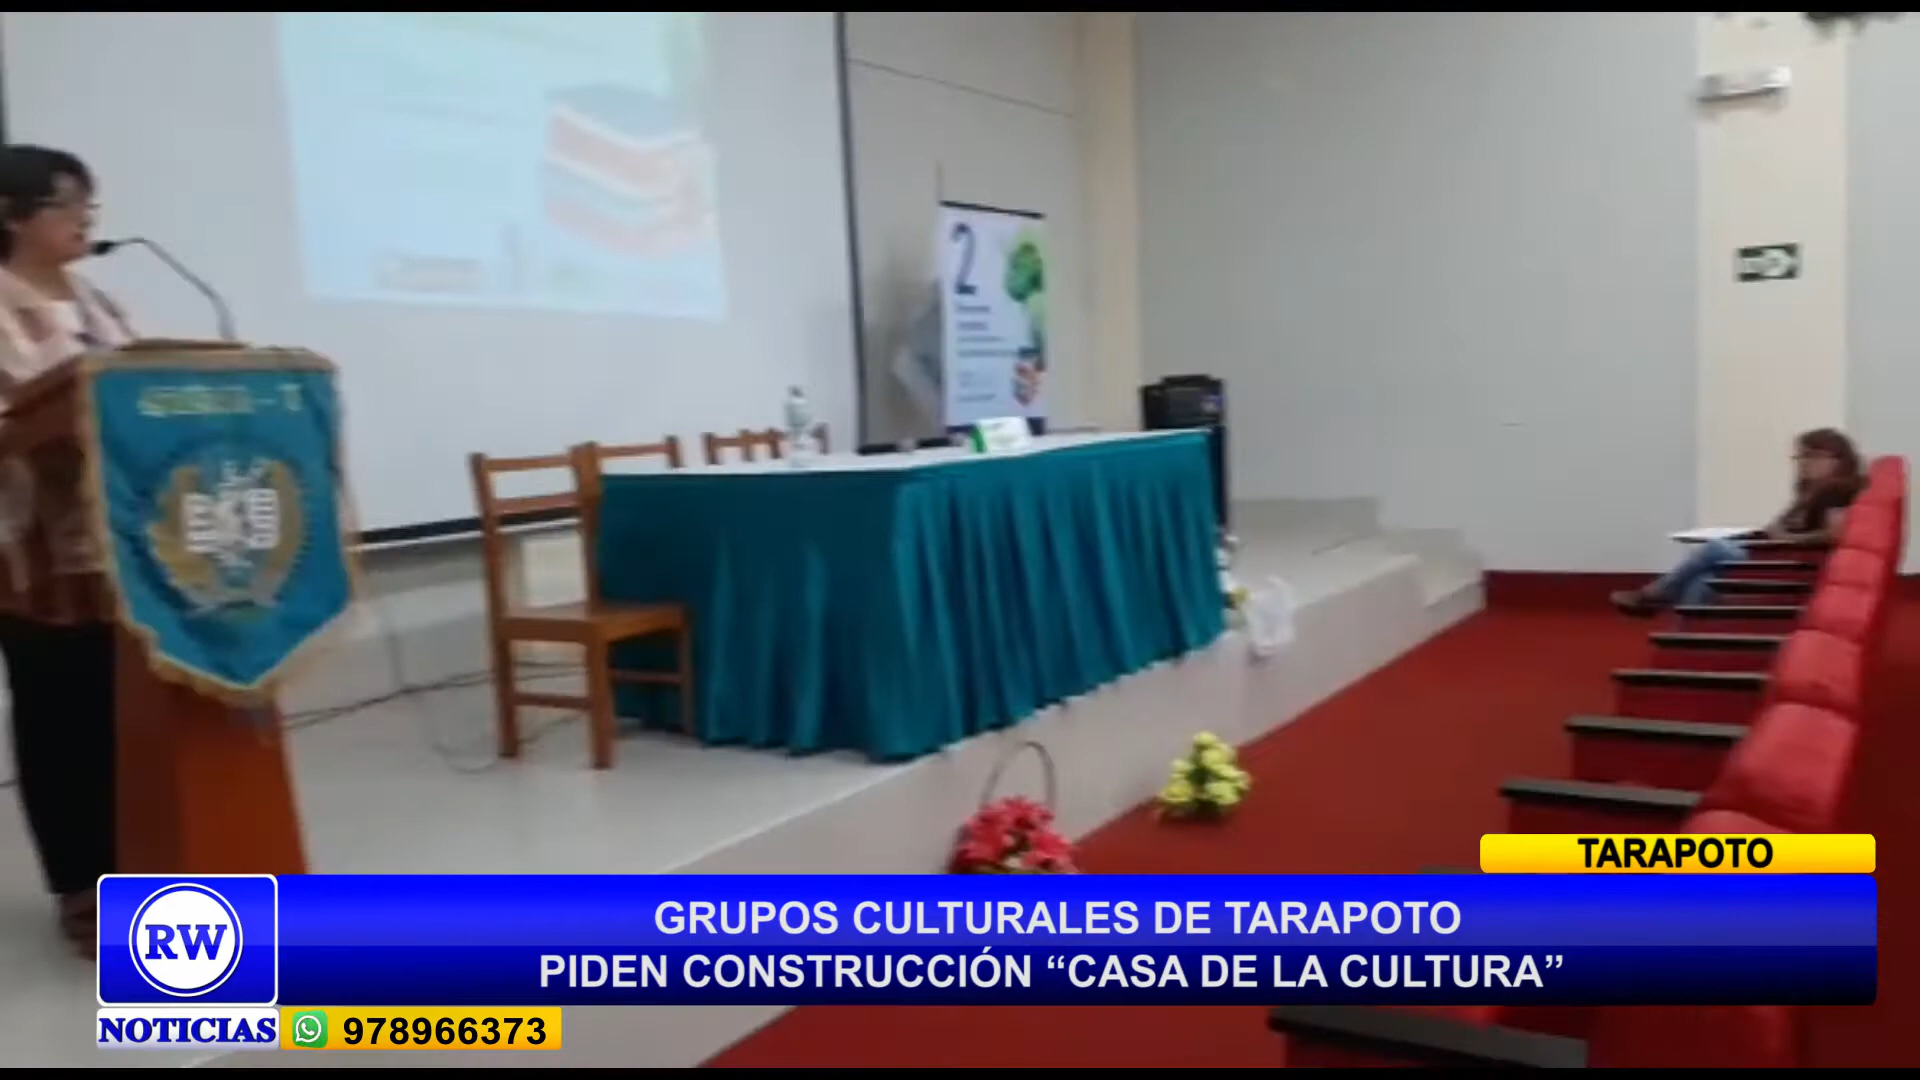 2
TARAPOTO
GRUPOS CULTURALES DE TARAPOTO
PIDEN CONSTRUCCIÓN “CASA DE LA CULTURA”
RW
NOTICIAS
978966373